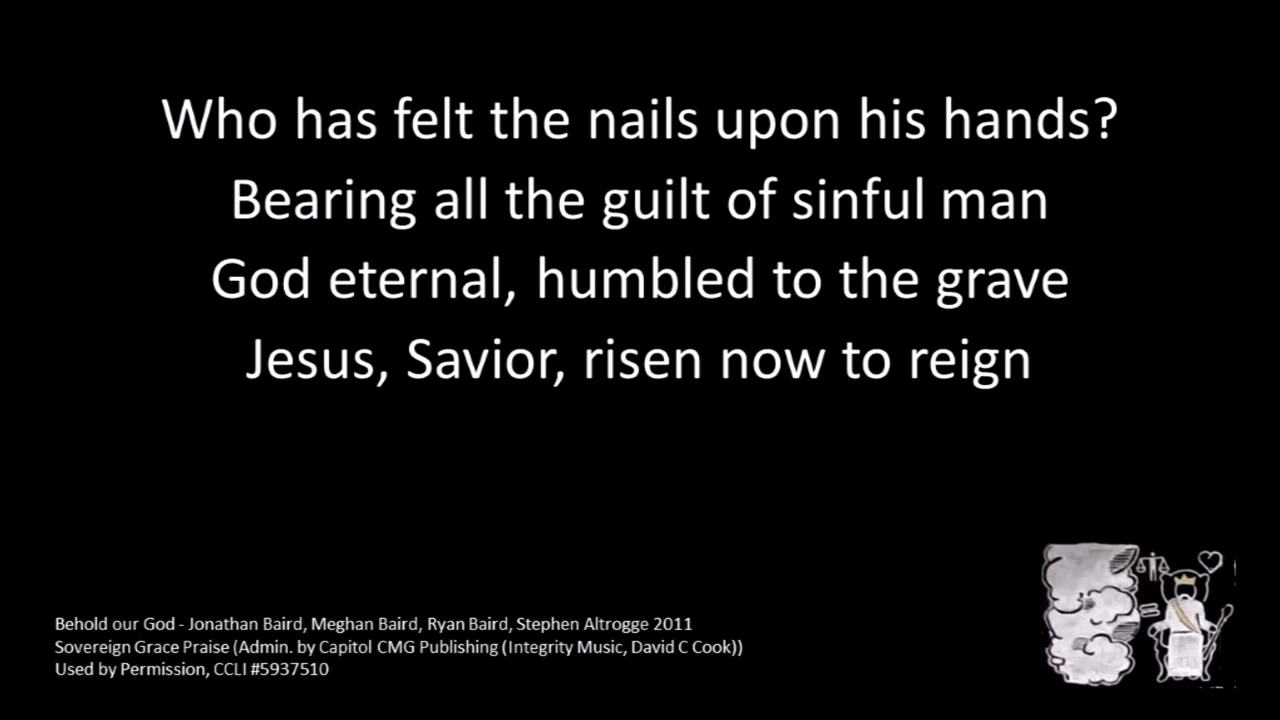 Who has felt the nails upon his hands?
Bearing all the guilt of sinful man
God eternal, humbled to the grave
Jesus, Savior, risen now to reign
Behold our God - Jonathan Baird, Meghan Baird, Ryan Baird, Stephen Altrogge 2011
Sovereign Grace Praise (Admin. by Capitol CMG Publishing (Integrity Music, David C Cook))
Used by Permission, CCLI #5937510